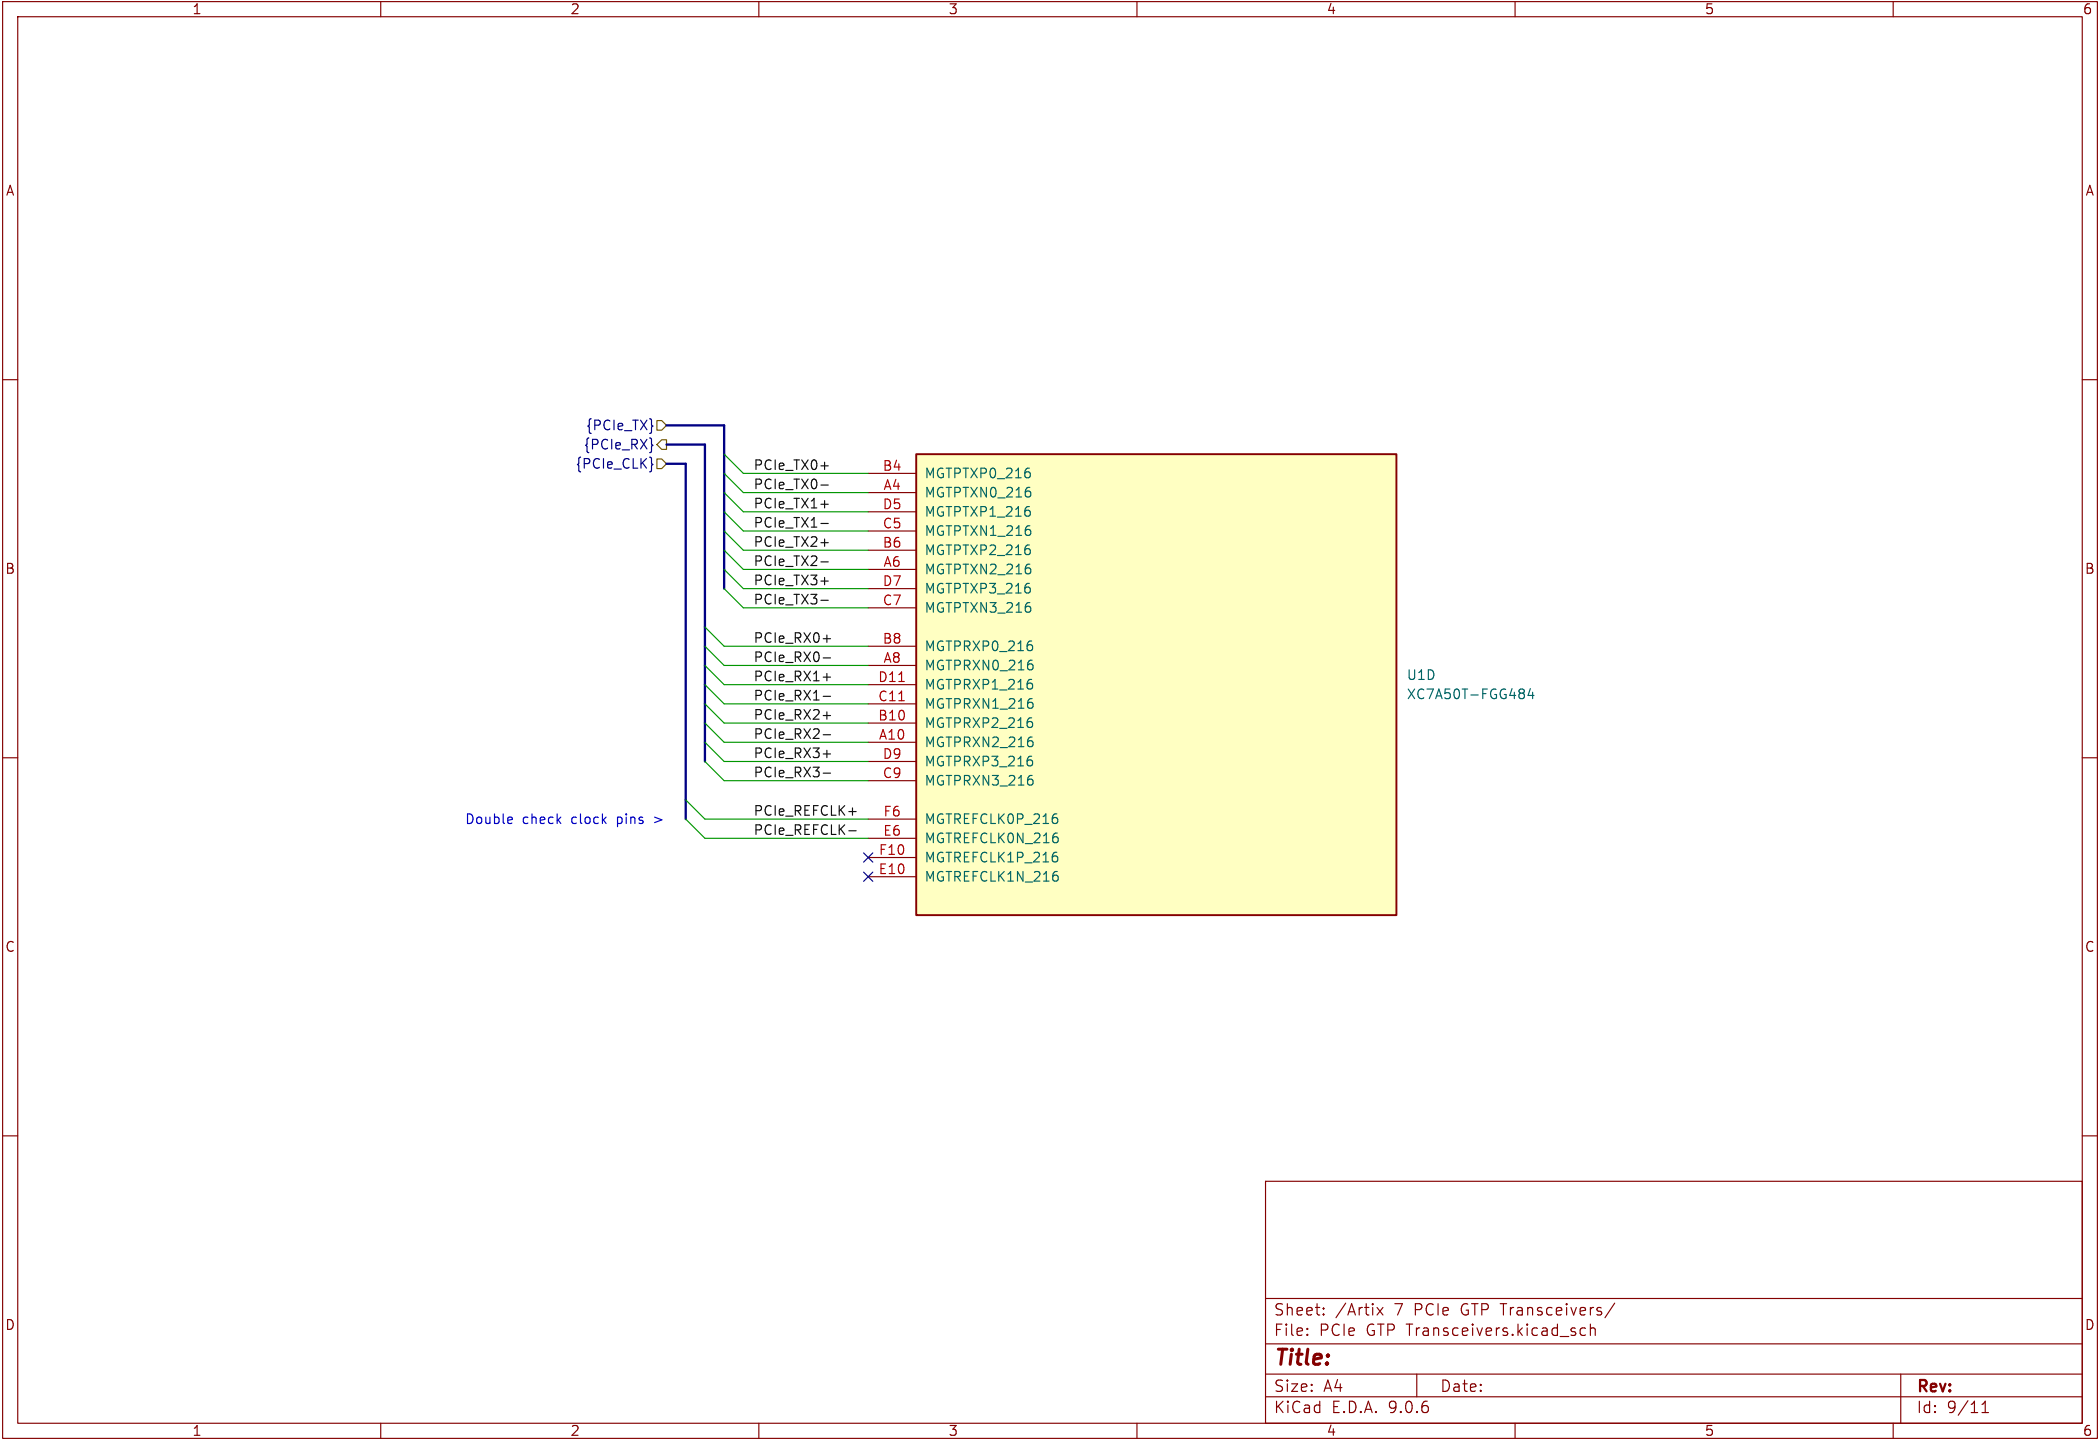 1 2 3 4 5 6
A A
{PCIe_TX}
{PCIe_RX}
{PCIe_CLK}
PCIe_TX0+ B4 MGTPTXP0_216
PCIe_TX0- A4 MGTPTXN0_216
PCIe_TX1+ D5 MGTPTXP1_216
PCIe_TX1- C5 MGTPTXN1_216
PCIe_TX2+ B6 MGTPTXP2_216
PCIe_TX2- A6 MGTPTXN2_216
B B
PCIe_TX3+ D7 MGTPTXP3_216
PCIe_TX3- C7 MGTPTXN3_216
PCIe_RX0+ B8 MGTPRXP0_216
PCIe_RX0- A8 MGTPRXN0_216
PCIe_RX1+ D11 MGTPRXP1_216
PCIe_RX1- C11 MGTPRXN1_216
PCIe_RX2+ B10 MGTPRXP2_216
PCIe_RX2- A10 MGTPRXN2_216
PCIe_RX3+ D9 MGTPRXP3_216
PCIe_RX3- C9 MGTPRXN3_216
U1D
XC7A50T-FGG484
Double check clock pins >
PCIe_REFCLK+ F6 MGTREFCLK0P_216
PCIe_REFCLK- E6 MGTREFCLK0N_216
F10 MGTREFCLK1P_216
E10 MGTREFCLK1N_216
C C
D D
Sheet: /Artix 7 PCIe GTP Transceivers/
File: PCIe GTP Transceivers.kicad_sch
Title:
Size: A4 Date: Rev:
KiCad E.D.A. 9.0.6 Id: 9/11
1 2 3 4 5 6